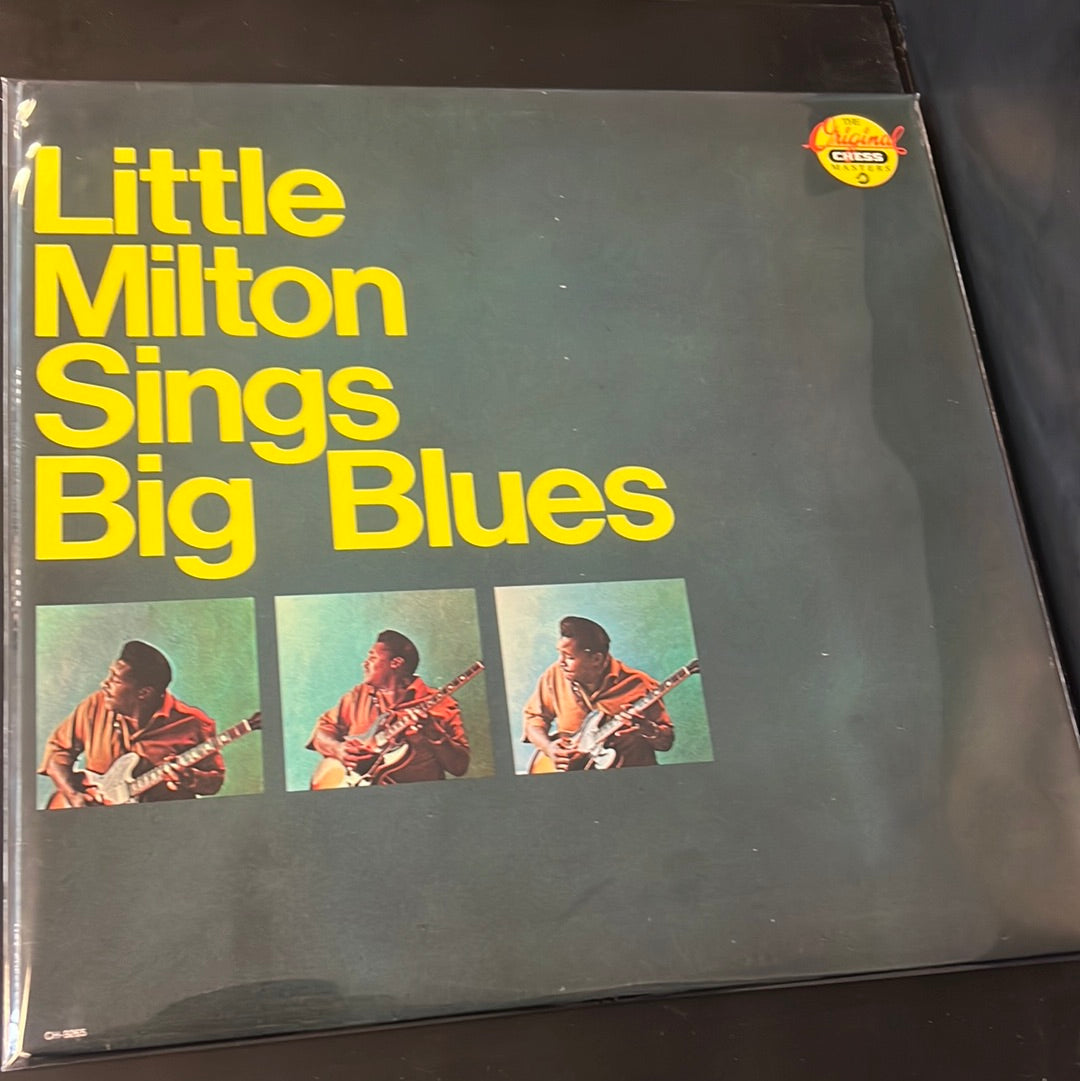 Little
Milton
Sings
Big Blues
THE
Original
CHESS
MASTERS